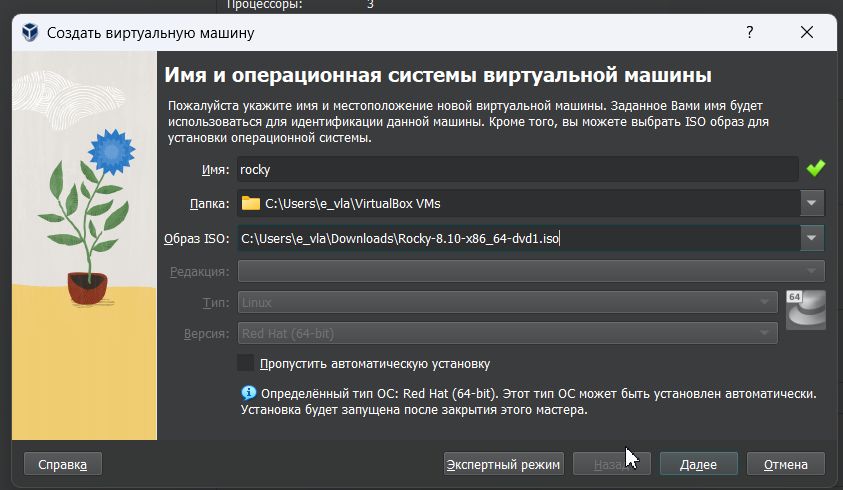 Процессоры: 3
Создать виртуальную машину ?
Имя и операционная системы виртуальной машины
Пожалуйста укажите имя и местоположение новой виртуальной машины. Заданное Вами имя будет
использоваться для идентификации данной машины. Кроме того, вы можете выбрать ISO образ для
установки операционной системы.
Имя: rocky
Папка: C:\Users\e_vla\VirtualBox VMs
Образ ISO: C:\Users\e_vla\Downloads\Rocky-8.10-x86_64-dvd1.iso
Редакция:
Тип: Linux 64
Версия: Red Hat (64-bit)
Пропустить автоматическую установку
Определённый тип ОС: Red Hat (64-bit). Этот тип ОС может быть установлен автоматически.
Установка будет запущена после закрытия этого мастера.
Справка Экспертный режим Назад Далее Отмена